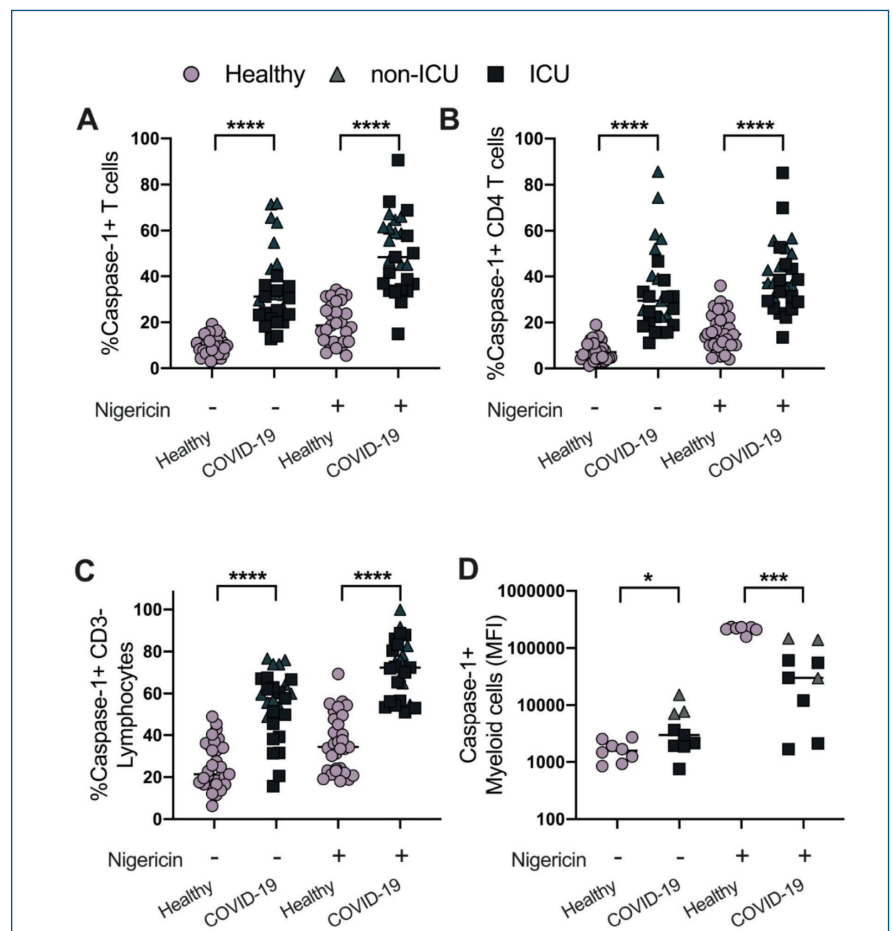 Healthy non-ICU ICU
A
B
%Caspase-1+ T cells
100
80
60
40
20
0
**** ****
Nigericin - - + +
Healthy COVID-19 Healthy COVID-19
%Caspase-1+ CD4 T cells
100
80
60
40
20
0
**** ****
- - + +
Healthy COVID-19 Healthy COVID-19
C
D
%Caspase-1+ CD3-
Lymphocytes
100
80
60
40
20
0
**** ****
Nigericin - - + +
Healthy COVID-19 Healthy COVID-19
Caspase-1+
Myeloid cells (MFI)
1000000
100000
10000
1000
100
* ***
Nigericin - - + +
Healthy COVID-19 Healthy COVID-19